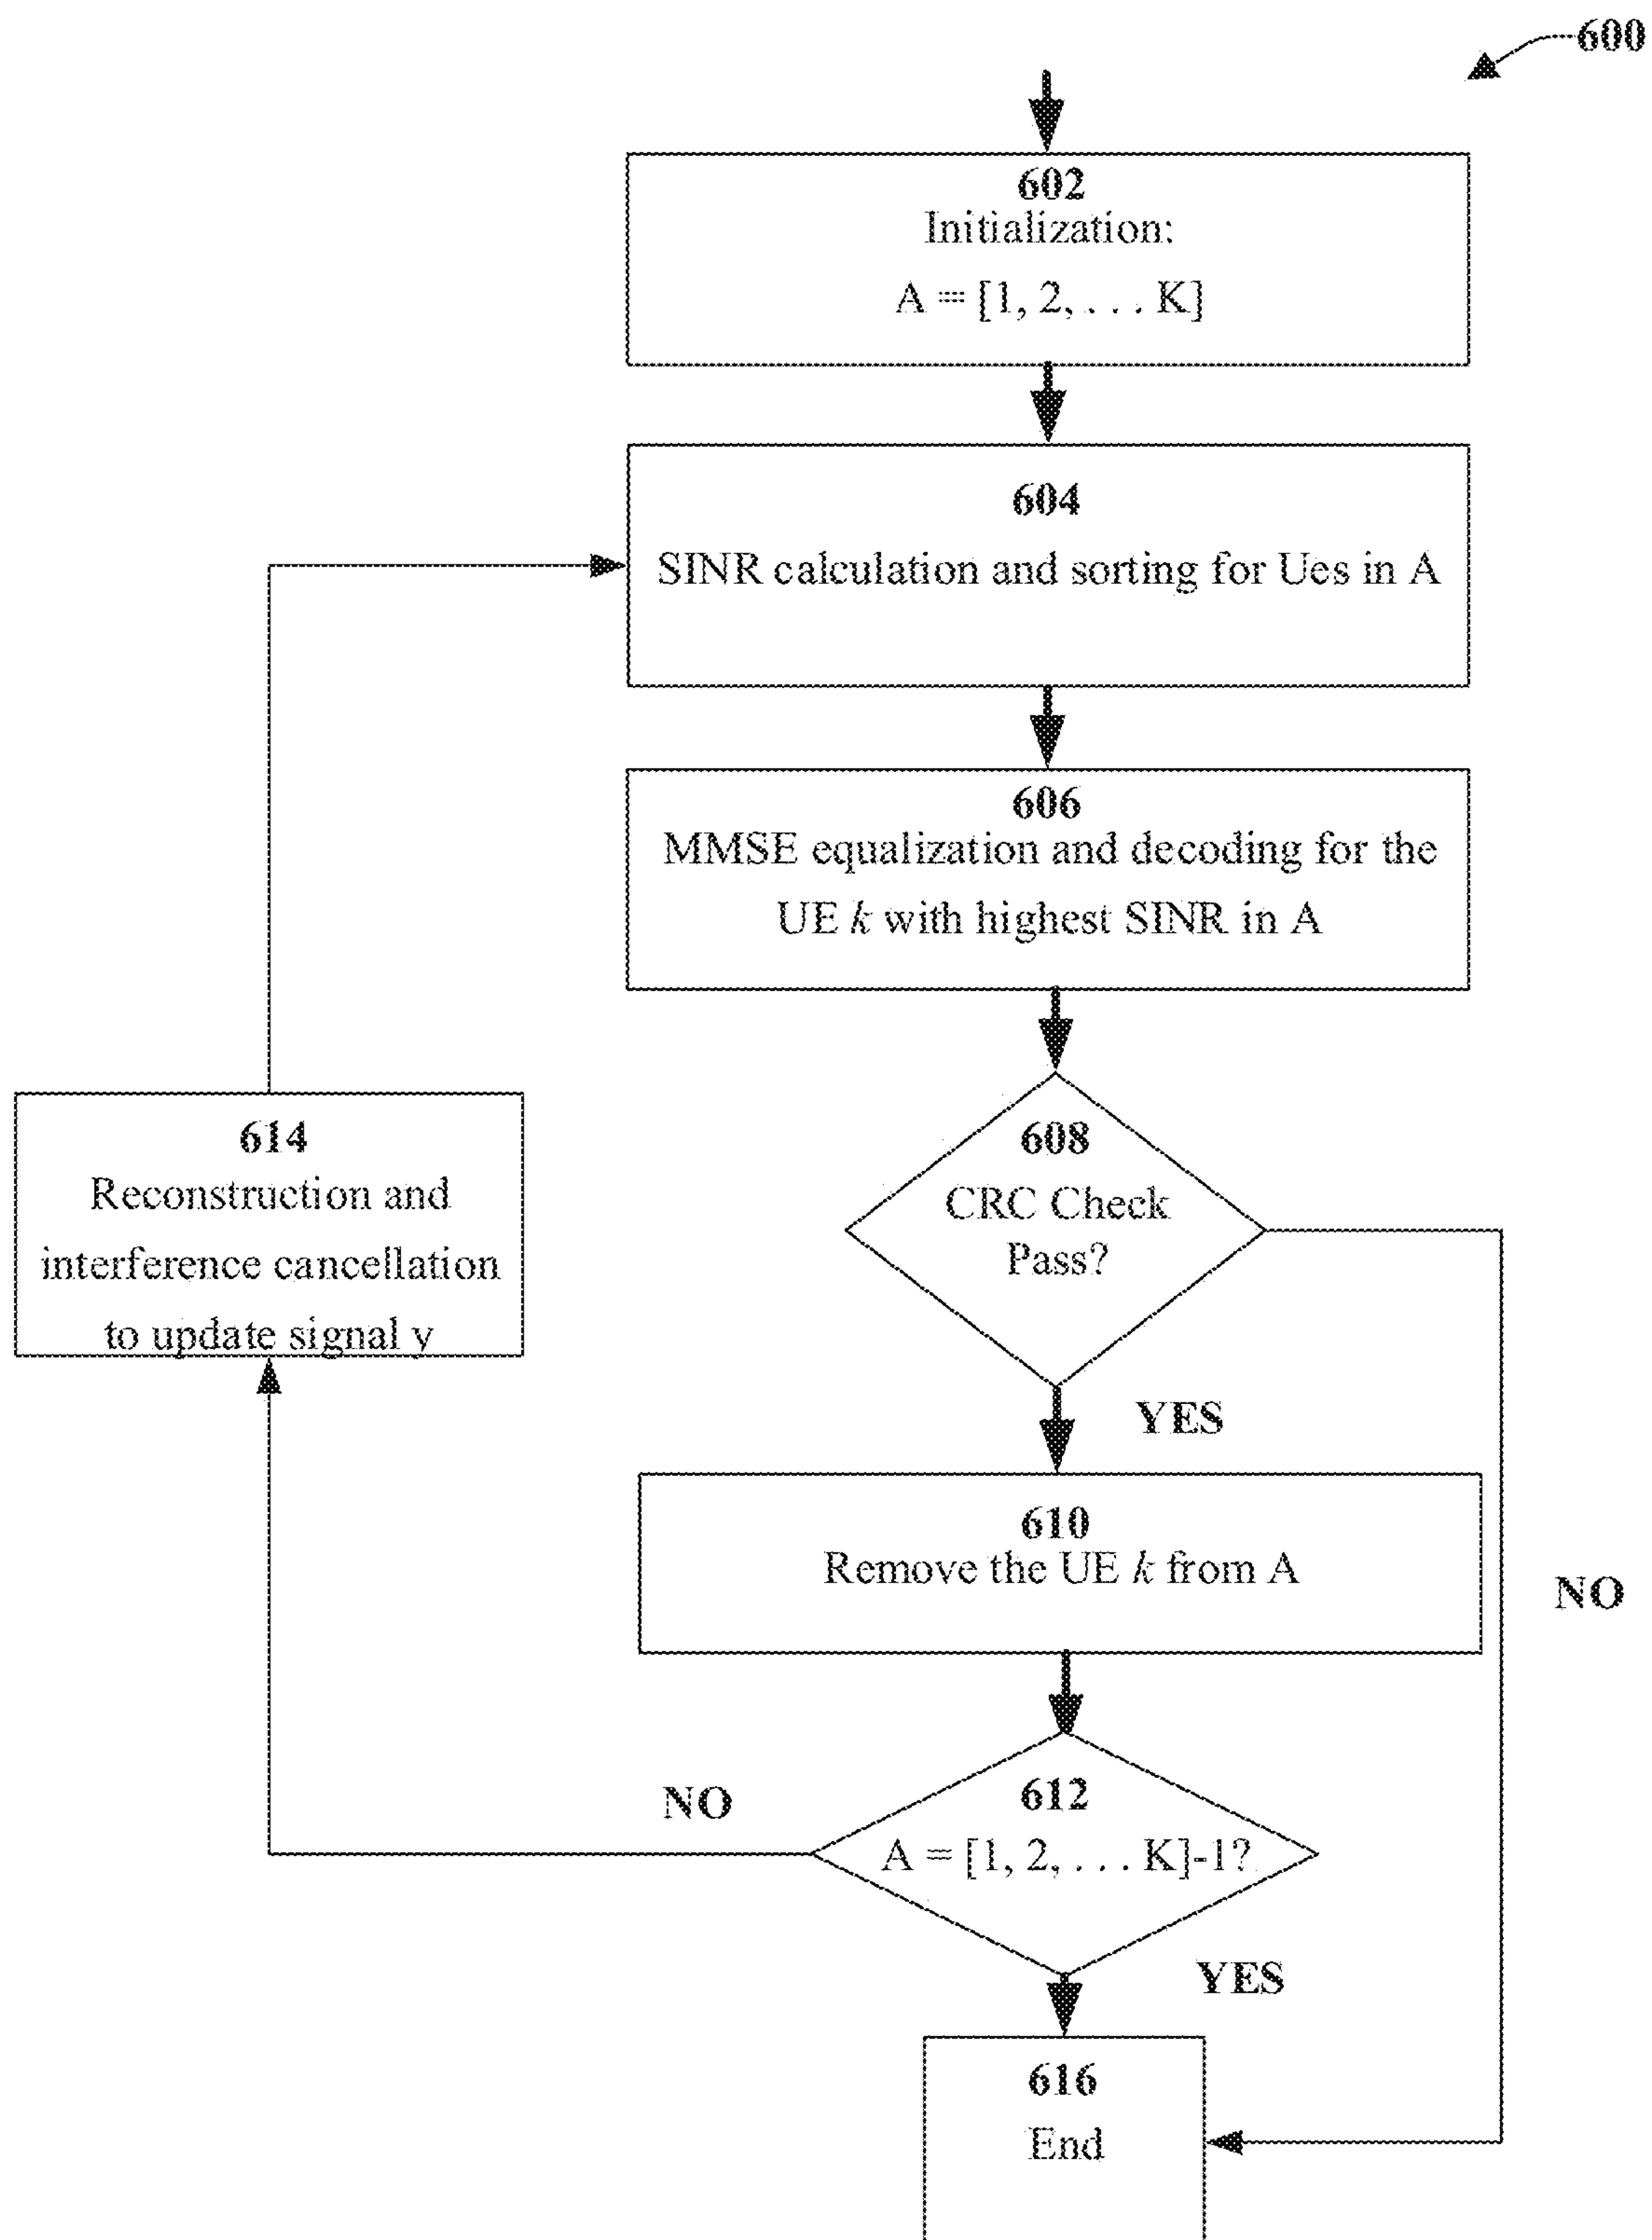 600
602
Initialization:
A = [1, 2, . . . K]
604
SINR calculation and sorting for Ues in A
606
MMSE equalization and decoding for the
UE k with highest SINR in A
608
CRC Check
Pass?
614
Reconstruction and
interference cancellation
to update signal y
YES
610
Remove the UE k from A
NO
612
A = [1, 2, . . . K]-1?
NO
YES
616
End